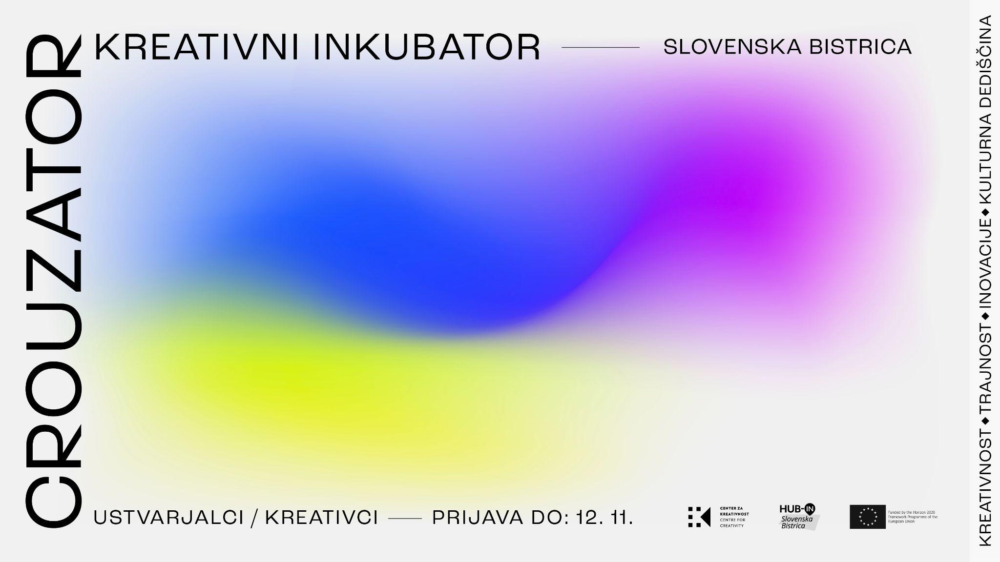 CROUZATOR
KREATIVNI INKUBATOR — SLOVENSKA BISTRICA
USTVARJALCI / KREATIVCI — PRIJAVA DO: 12. 11.
CENTER ZA
KREATIVNOST
CENTRE FOR
CREATIVITY
HUB-IN
Slovenska
Bistrica
Funded by the Horizon 2020
Framework Programme of the
European Union
KREATIVNOST◆TRAJNOST◆INOVACIJE◆KULTURNA DEDIŠČINA